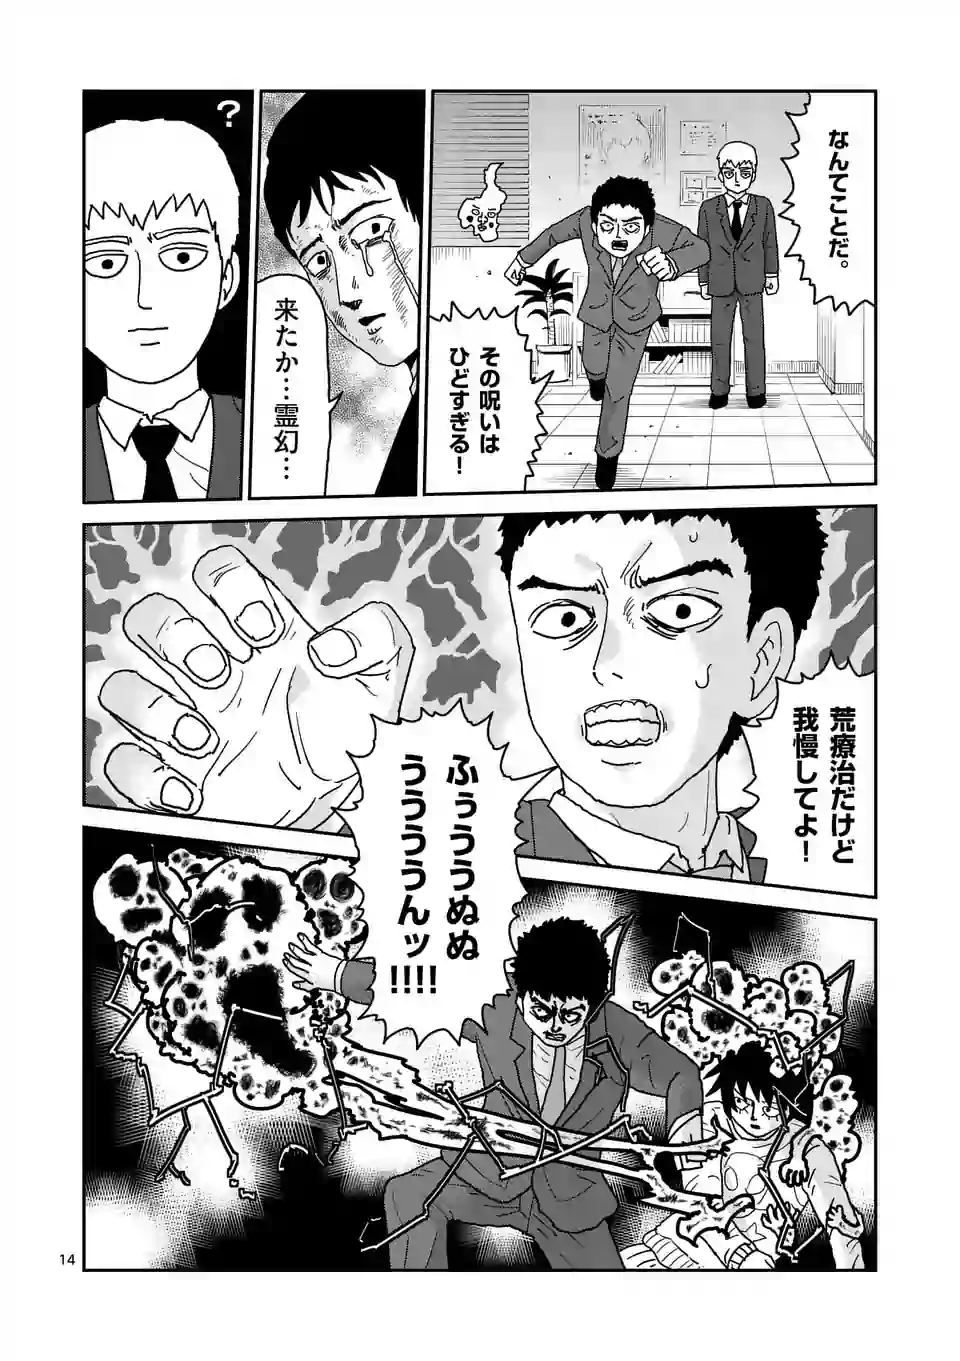 なんてことだ。
その呪いは
ひどすぎる！
来たか…霊幻…
？
荒療治だけど
我慢してよ！
ふぅううぬぬ
うううううんッ
!!!!
14